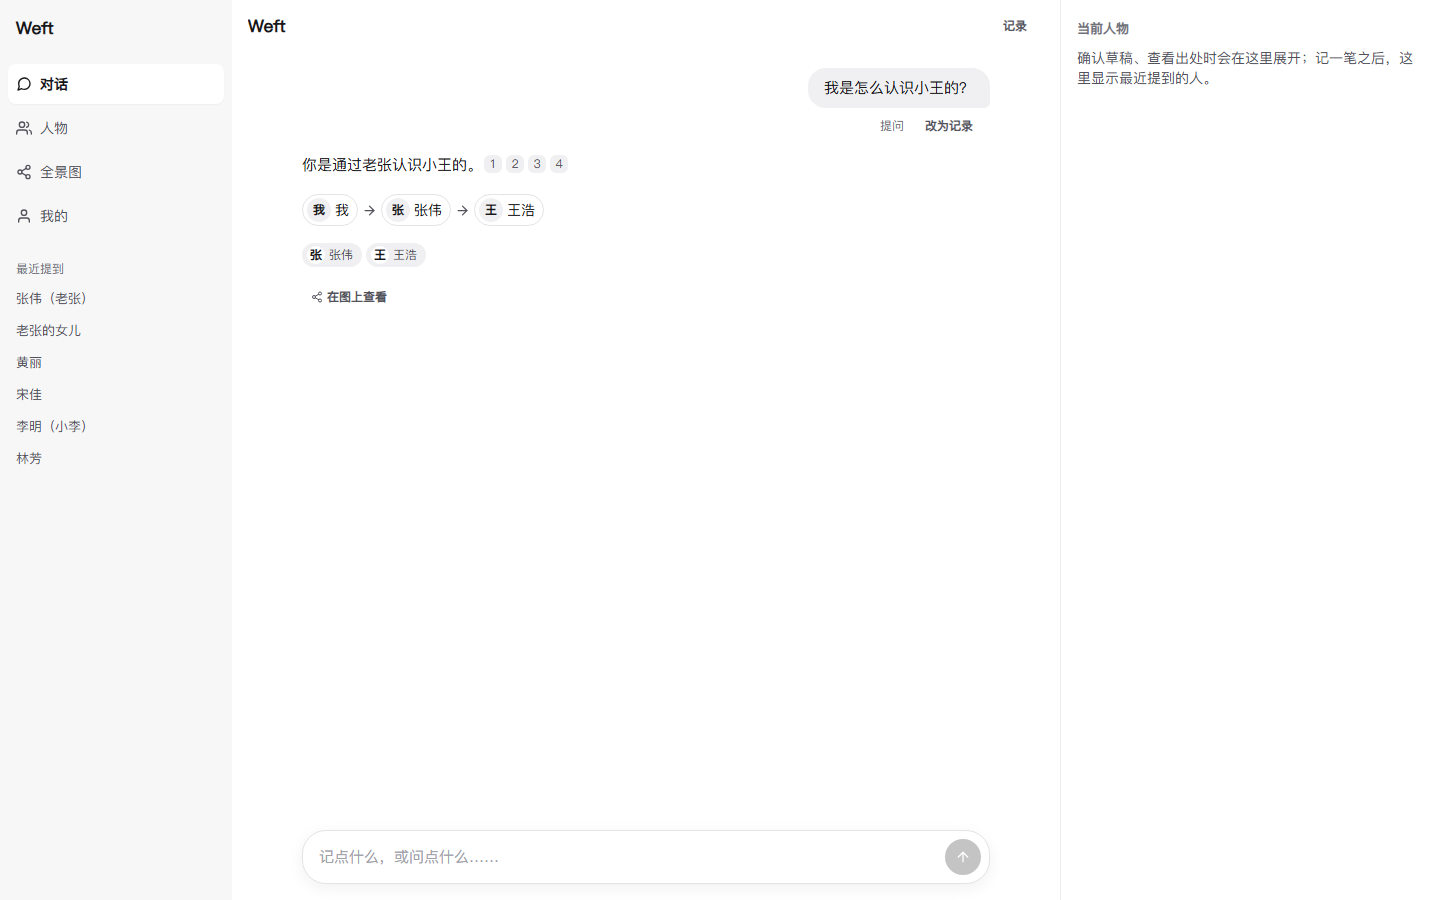 Weft
对话
人物
全景图
我的
最近提到
张伟（老张）
老张的女儿
黄丽
宋佳
李明（小李）
林芳
Weft
记录
我是怎么认识小王的？
提问 改为记录
你是通过老张认识小王的。 1 2 3 4
我 我 → 张 张伟 → 王 王浩
张 张伟 王 王浩
在图上查看
记点什么，或问点什么……
当前人物
确认草稿、查看出处时会在这里展开；记一笔之后，这
里显示最近提到的人。